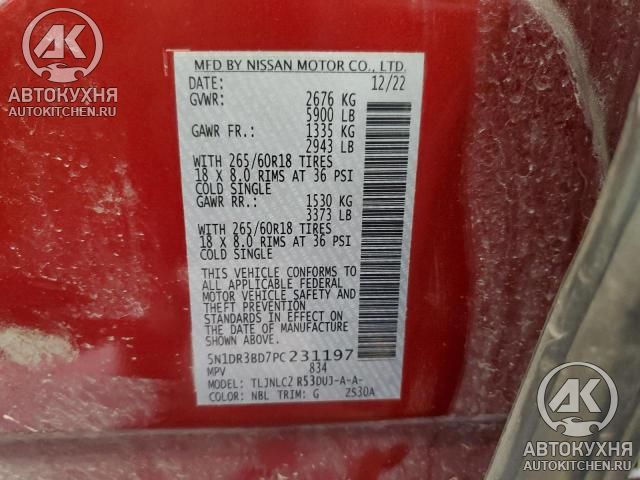 АК
АВТОКУХНЯ
AUTOKITCHEN.RU
MFD BY NISSAN MOTOR CO., LTD.
DATE: 12/22
GVWR: 2676 KG
5900 LB
GAWR FR.: 1335 KG
2943 LB
WITH 265/60R18 TIRES
18 X 8.0 RIMS AT 36 PSI
COLD SINGLE
GAWR RR.: 1530 KG
3373 LB
WITH 265/60R18 TIRES
18 X 8.0 RIMS AT 36 PSI
COLD SINGLE
THIS VEHICLE CONFORMS TO
ALL APPLICABLE FEDERAL
MOTOR VEHICLE SAFETY AND
THEFT PREVENTION
STANDARDS IN EFFECT ON
THE DATE OF MANUFACTURE
SHOWN ABOVE.
5N1DR3BD7PC231197
MPV 834
MODEL: TLJNLC2 R53DUJ-A-A-
COLOR: NBL TRIM: G ZS30A
АК
АВТОКУХНЯ
AUTOKITCHEN.RU